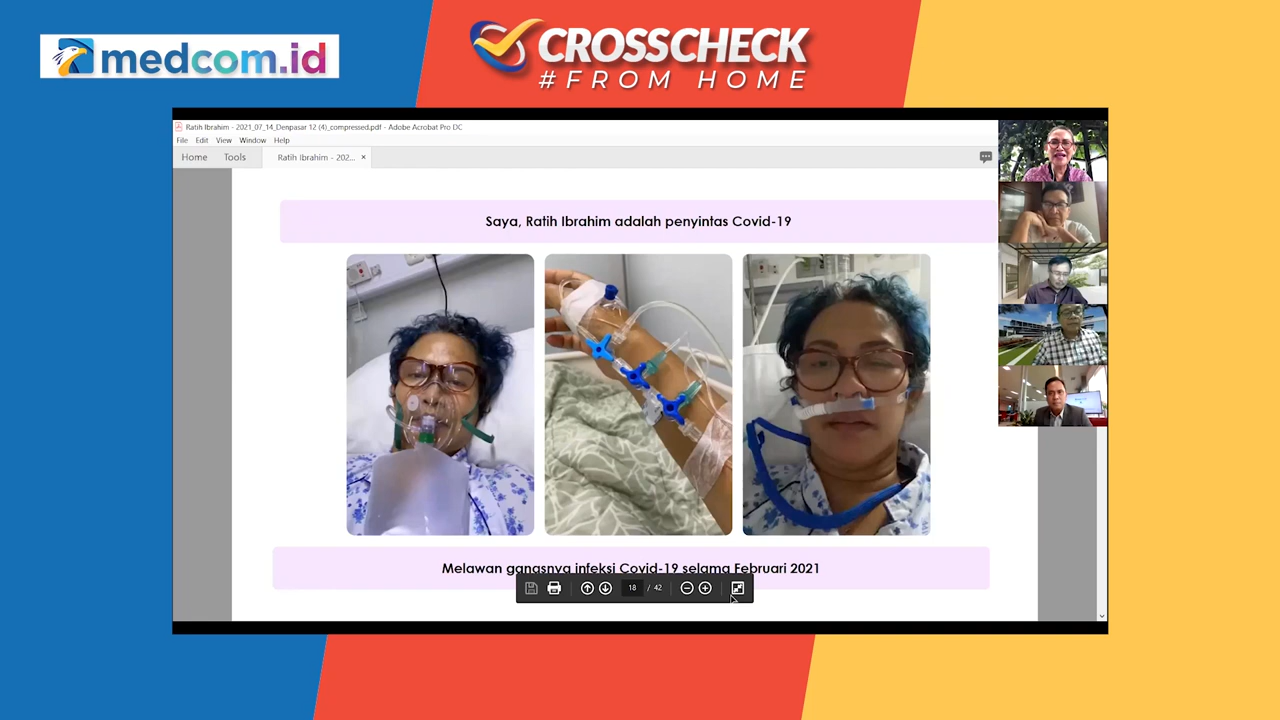 medcom.id
CROSSCHECK
#FROM HOME
Ratih Ibrahim - 2021_07_14_Denpasar 12 (4)_compressed.pdf - Adobe Acrobat Pro DC
File Edit View Window Help
Home Tools Ratih Ibrahim - 202... ×
Saya, Ratih Ibrahim adalah penyintas Covid-19
Melawan ganasnya infeksi Covid-19 selama Februari 2021
18 / 42